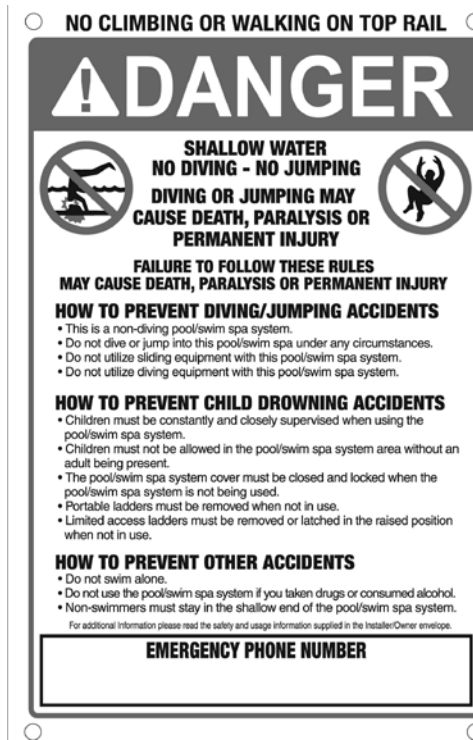 NO CLIMBING OR WALKING ON TOP RAIL
DANGER
SHALLOW WATER
NO DIVING - NO JUMPING
DIVING OR JUMPING MAY
CAUSE DEATH, PARALYSIS OR
PERMANENT INJURY
FAILURE TO FOLLOW THESE RULES
MAY CAUSE DEATH, PARALYSIS OR PERMANENT INJURY
HOW TO PREVENT DIVING/JUMPING ACCIDENTS
• This is a non-diving pool/swim spa system.
• Do not dive or jump into this pool/swim spa under any circumstances.
• Do not utilize sliding equipment with this pool/swim spa system.
• Do not utilize diving equipment with this pool/swim spa system.
HOW TO PREVENT CHILD DROWNING ACCIDENTS
• Children must be constantly and closely supervised when using the
pool/swim spa system.
• Children must not be allowed in the pool/swim spa system area without an
adult being present.
• The pool/swim spa system cover must be closed and locked when the
pool/swim spa system is not being used.
• Portable ladders must be removed when not in use.
• Limited access ladders must be removed or latched in the raised position
when not in use.
HOW TO PREVENT OTHER ACCIDENTS
• Do not swim alone.
• Do not use the pool/swim spa system if you taken drugs or consumed alcohol.
• Non-swimmers must stay in the shallow end of the pool/swim spa system.
For additional Information please read the safety and usage information supplied in the Installer/Owner envelope.
EMERGENCY PHONE NUMBER